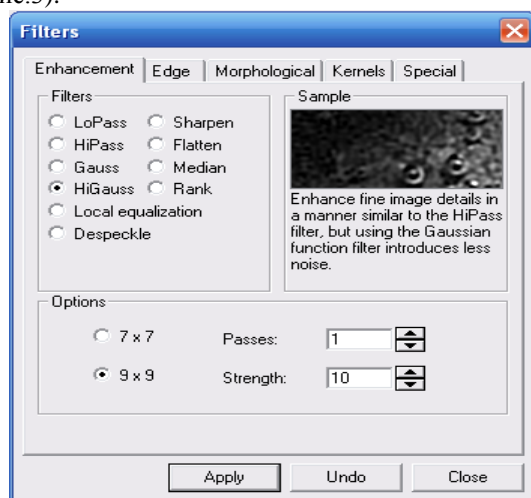 ne.3).
Filters
Enhancement Edge Morphological Kernels Special
Filters
LoPass Sharpen
HiPass Flatten
Gauss Median
HiGauss Rank
Local equalization
Despeckle
Sample
Enhance fine image details in
a manner similar to the HiPass
filter, but using the Gaussian
function filter introduces less
noise.
Options
7 x 7 Passes: 1
9 x 9 Strength: 10
Apply Undo Close